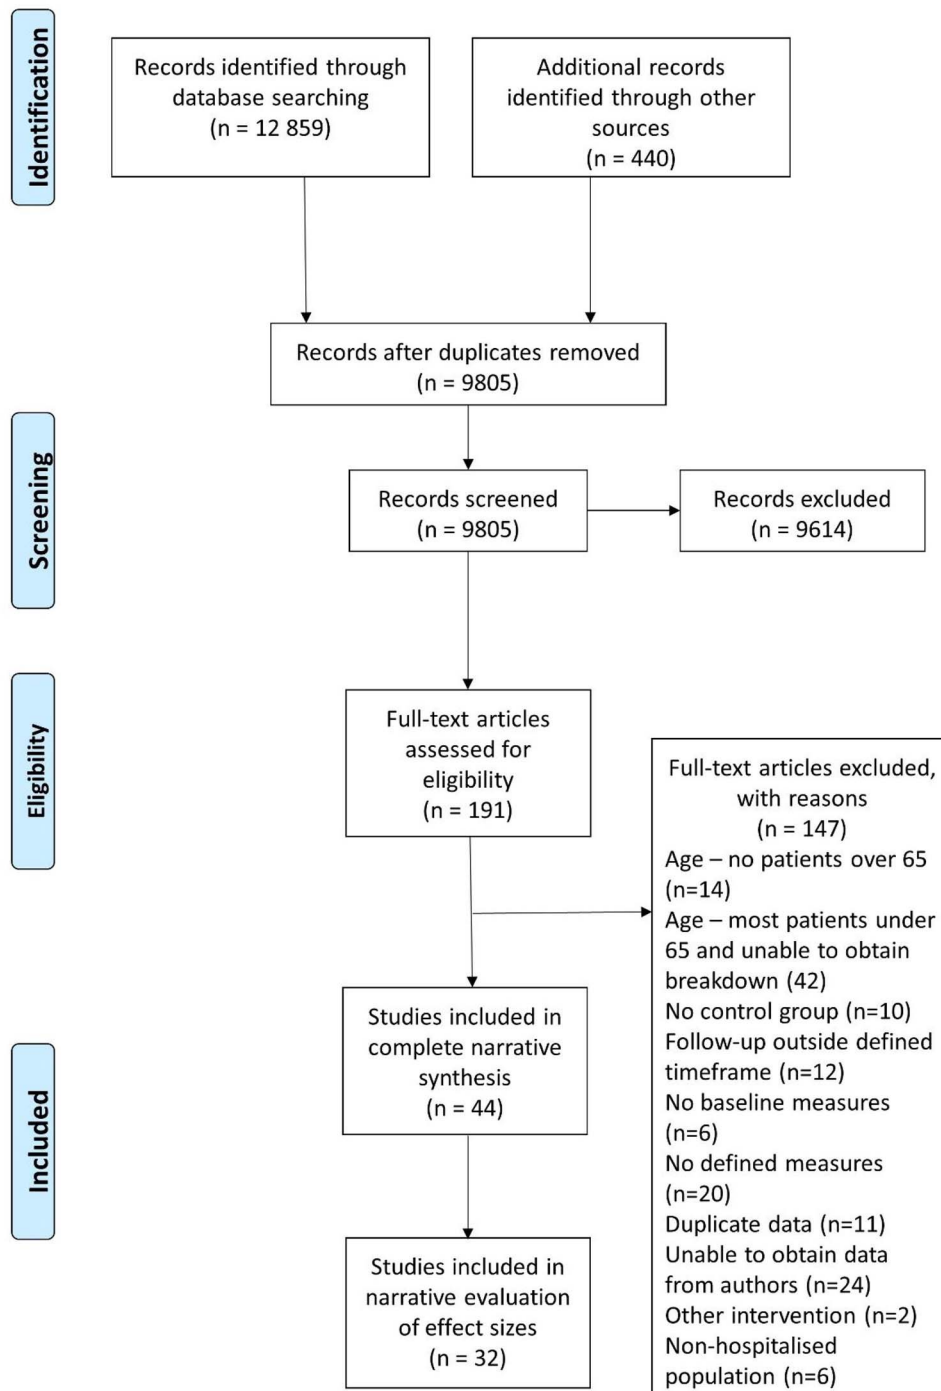 Identification
Records identified through
database searching
(n = 12 859)
Additional records
identified through other
sources
(n = 440)
Records after duplicates removed
(n = 9805)
Screening
Records screened
(n = 9805)
Records excluded
(n = 9614)
Eligibility
Full-text articles
assessed for
eligibility
(n = 191)
Full-text articles excluded,
with reasons
(n = 147)
Age – no patients over 65
(n=14)
Age – most patients under
65 and unable to obtain
breakdown (42)
No control group (n=10)
Follow-up outside defined
timeframe (n=12)
No baseline measures
(n=6)
No defined measures
(n=20)
Duplicate data (n=11)
Unable to obtain data
from authors (n=24)
Other intervention (n=2)
Non-hospitalised
population (n=6)
Included
Studies included in
complete narrative
synthesis
(n = 44)
Studies included in
narrative evaluation
of effect sizes
(n = 32)